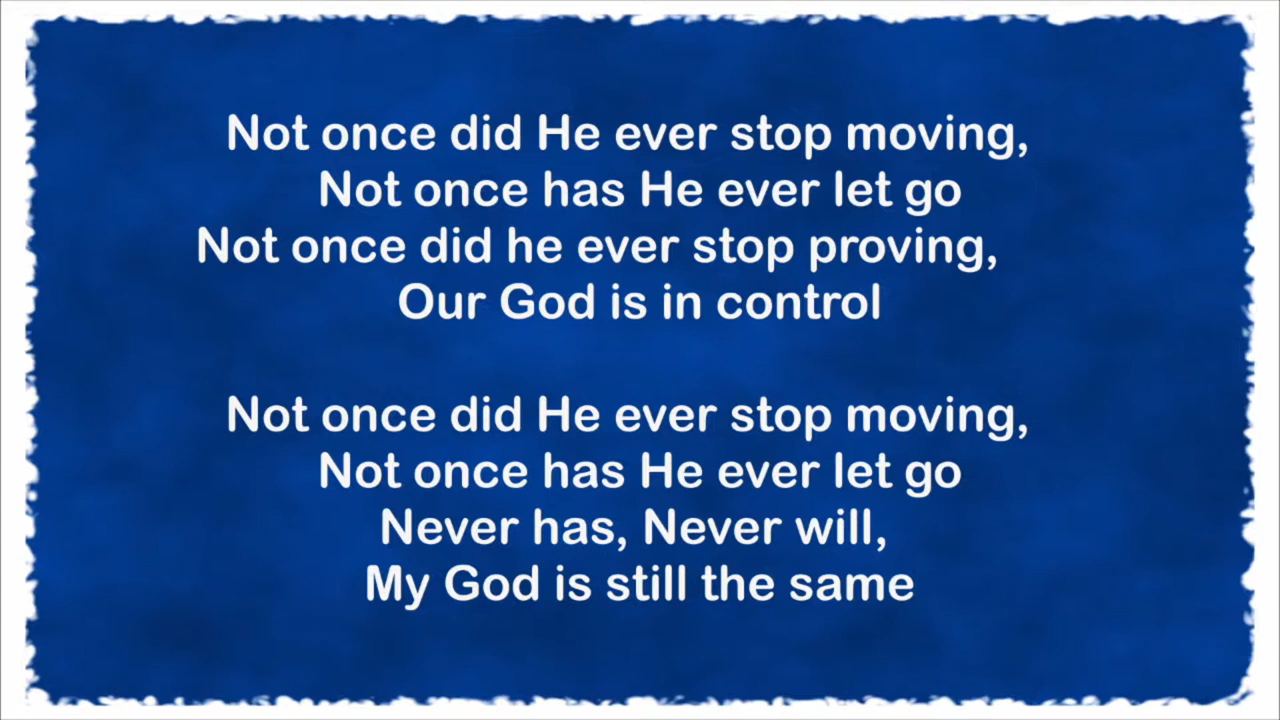 Not once did He ever stop moving,
Not once has He ever let go
Not once did he ever stop proving,
Our God is in control
Not once did He ever stop moving,
Not once has He ever let go
Never has, Never will,
My God is still the same